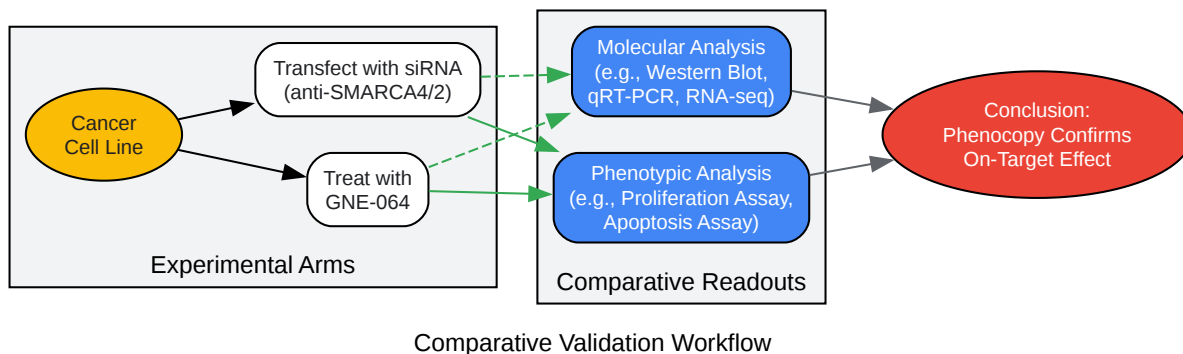 Cancer
Cell Line
Transfect with siRNA
(anti-SMARCA4/2)
Treat with
GNE-064
Experimental Arms
Molecular Analysis
(e.g., Western Blot,
qRT-PCR, RNA-seq)
Phenotypic Analysis
(e.g., Proliferation Assay,
Apoptosis Assay)
Comparative Readouts
Conclusion:
Phenocopy Confirms
On-Target Effect
Comparative Validation Workflow